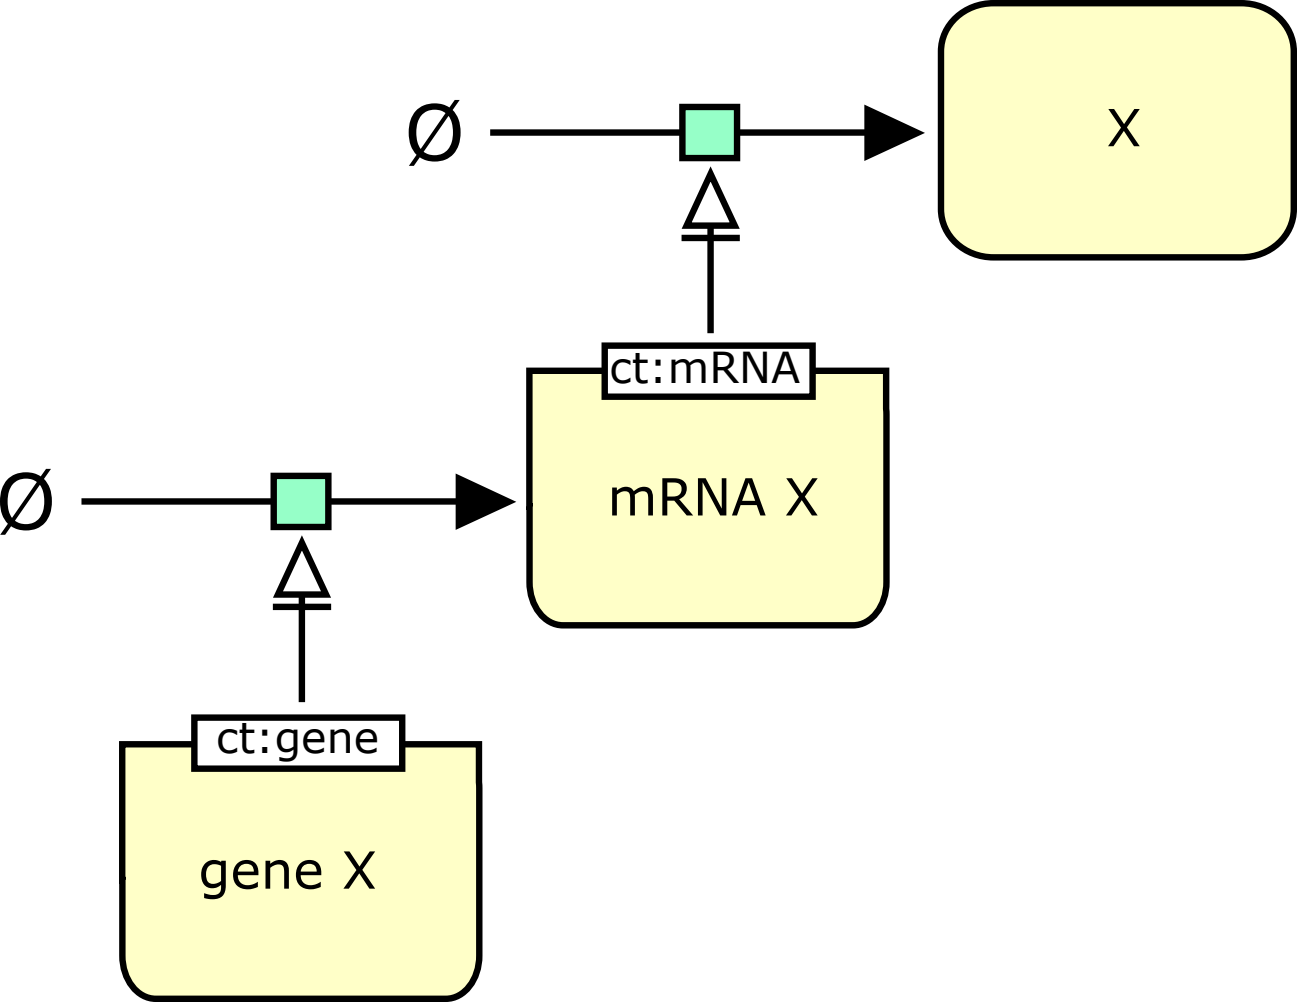 Ø
X
ct:mRNA
mRNA X
Ø
ct:gene
gene X